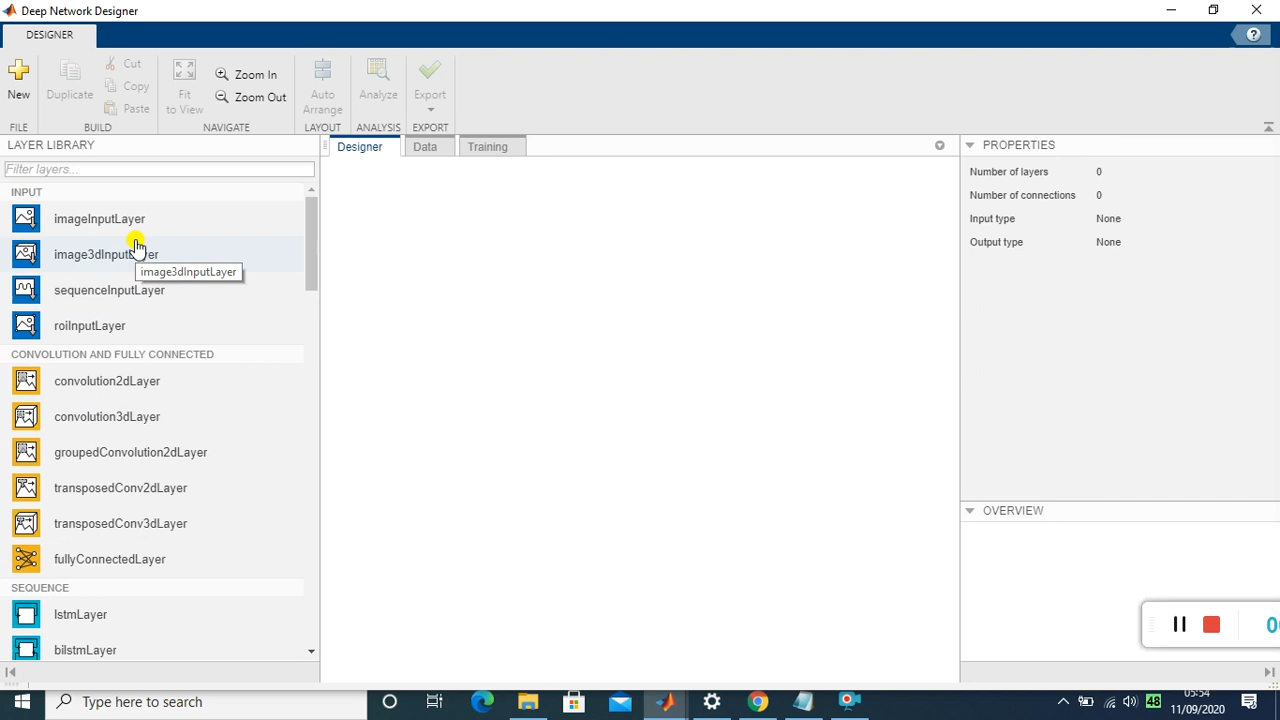 Deep Network Designer
DESIGNER
?
New
Duplicate
Cut
Copy
Paste
Fit
to View
Zoom In
Zoom Out
Auto
Arrange
Analyze
Export
FILE
BUILD
NAVIGATE
LAYOUT
ANALYSIS
EXPORT
LAYER LIBRARY
Filter layers...
INPUT
imageInputLayer
image3dInputLayer
image3dInputLayer
sequenceInputLayer
roiInputLayer
CONVOLUTION AND FULLY CONNECTED
convolution2dLayer
convolution3dLayer
groupedConvolution2dLayer
transposedConv2dLayer
transposedConv3dLayer
fullyConnectedLayer
SEQUENCE
lstmLayer
bilstmLayer
Designer
Data
Training
PROPERTIES
Number of layers 0
Number of connections 0
Input type None
Output type None
OVERVIEW
Type here to search
48
05:54
11/09/2020